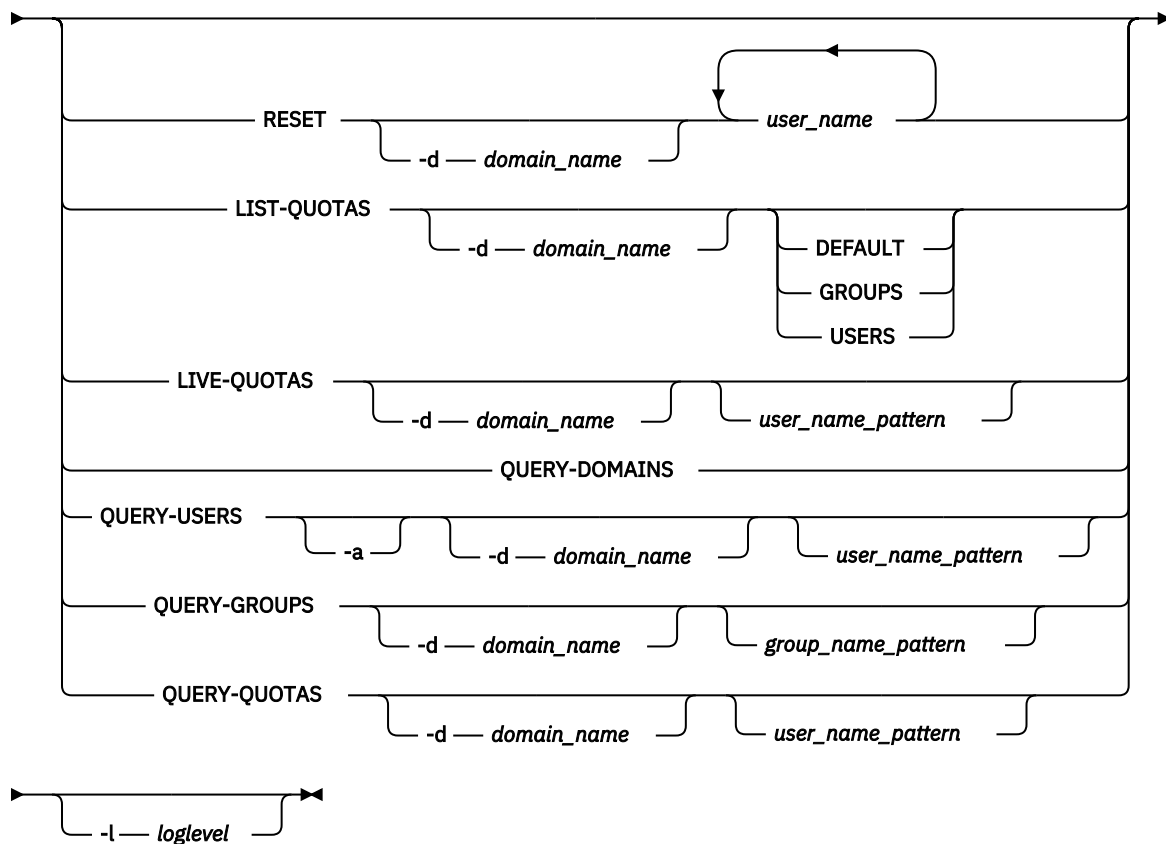 RESET user_name
-d domain_name
LIST-QUOTAS
-d domain_name DEFAULT
GROUPS
USERS
LIVE-QUOTAS
-d domain_name user_name_pattern
QUERY-DOMAINS
QUERY-USERS
-a -d domain_name user_name_pattern
QUERY-GROUPS
-d domain_name group_name_pattern
QUERY-QUOTAS
-d domain_name user_name_pattern
-l loglevel